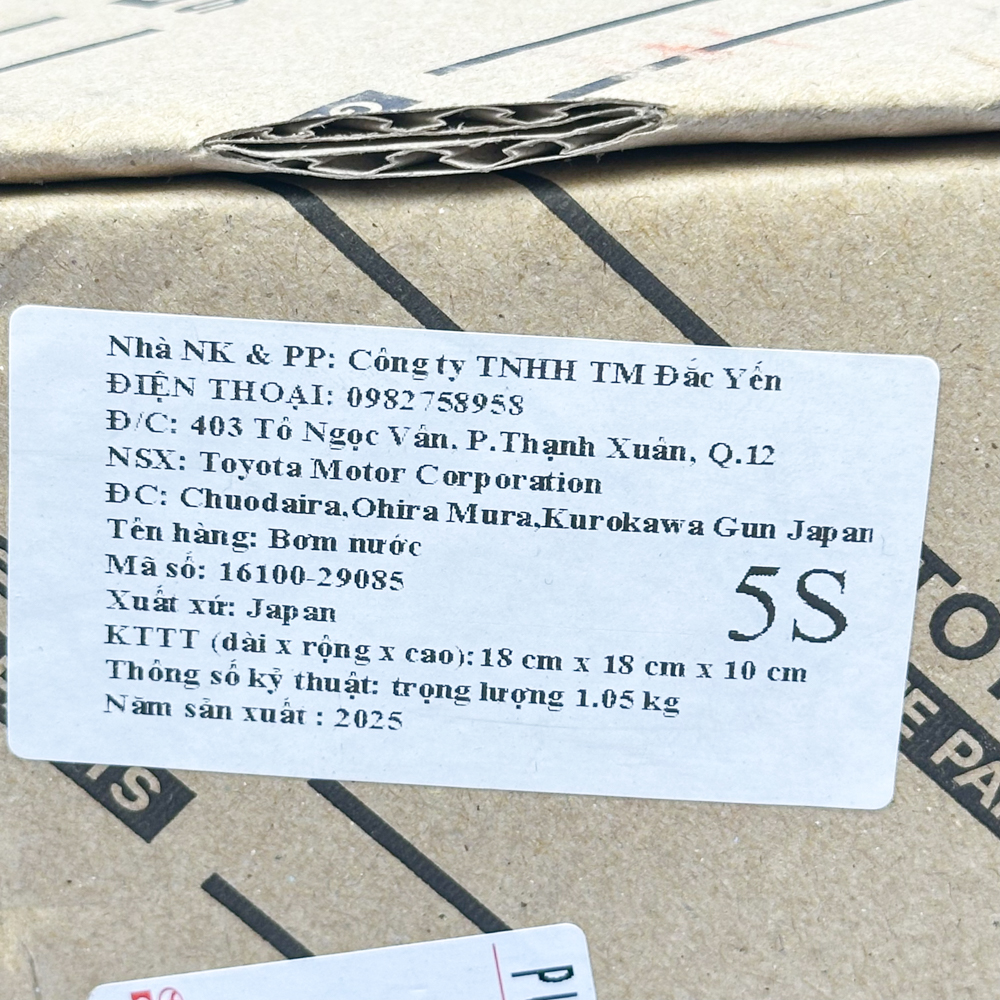 Nhà NK & PP: Công ty TNHH TM Đắc Yến
ĐIỆN THOẠI: 0982758958
Đ/C: 403 Tô Ngọc Vân, P.Thạnh Xuân, Q.12
NSX: Toyota Motor Corporation
ĐC: Chuodaira,Ohira Mura,Kurokawa Gun Japan
Tên hàng: Bơm nước
Mã số: 16100-29085
Xuất xứ: Japan
5S
KTTT (dài x rộng x cao): 18 cm x 18 cm x 10 cm
Thông số kỹ thuật: trọng lượng 1.05 kg
Năm sản xuất : 2025